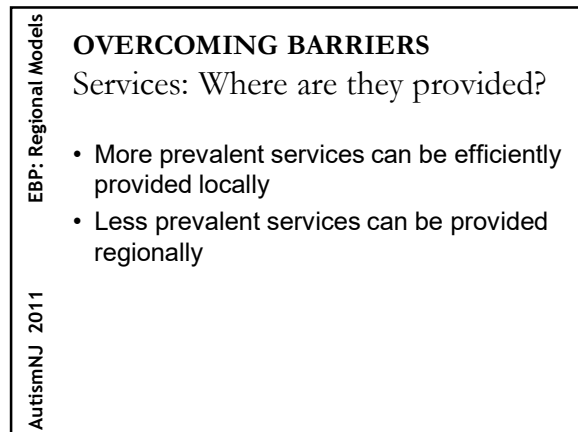 OVERCOMING BARRIERS
Services: Where are they provided?
• More prevalent services can be efficiently
provided locally
• Less prevalent services can be provided
regionally
AutismNJ 2011 EBP: Regional Models